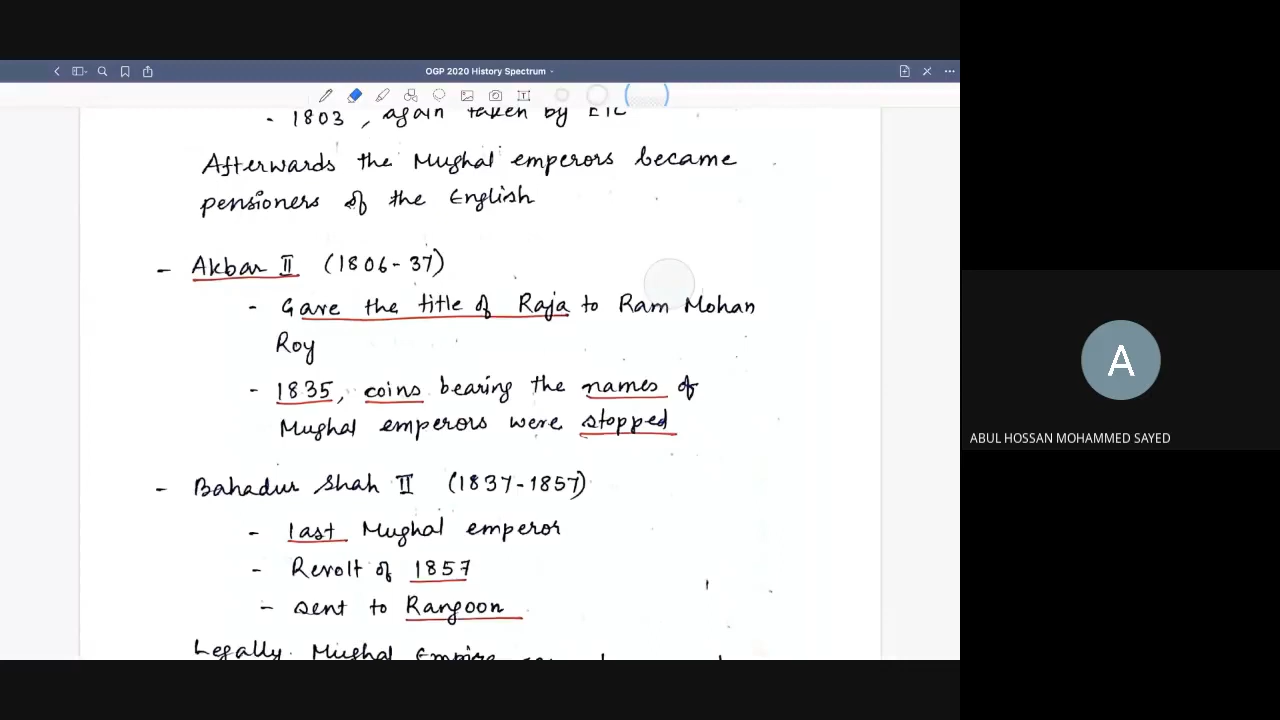 OGP 2020 History Spectrum
- 1803, again taken by EIC
Afterwards the Mughal emperors became
pensioners of the English
- Akbar II (1806-37)
- Gave the title of Raja to Ram Mohan
Roy
- 1835, coins bearing the names of
Mughal emperors were stopped
- Bahadur Shah II (1837-1857)
- last Mughal emperor
- Revolt of 1857
- sent to Rangoon
Legally Mughal Empire
A
ABUL HOSSAN MOHAMMED SAYED